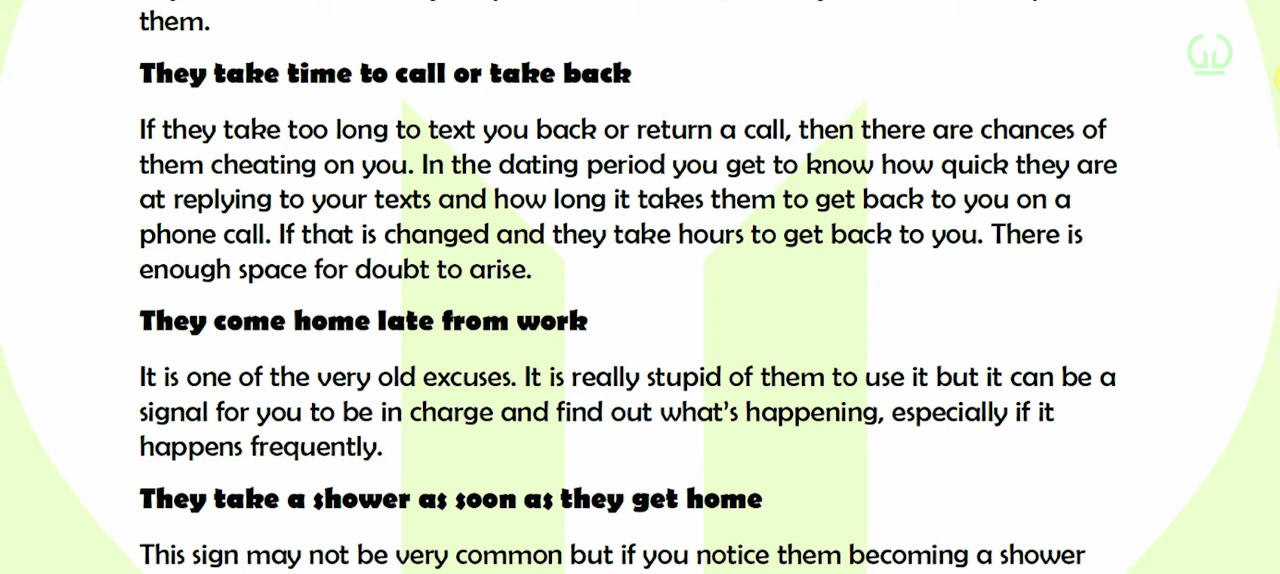 them.
They take time to call or take back
If they take too long to text you back or return a call, then there are chances of
them cheating on you. In the dating period you get to know how quick they are
at replying to your texts and how long it takes them to get back to you on a
phone call. If that is changed and they take hours to get back to you. There is
enough space for doubt to arise.
They come home late from work
It is one of the very old excuses. It is really stupid of them to use it but it can be a
signal for you to be in charge and find out what’s happening, especially if it
happens frequently.
They take a shower as soon as they get home
This sign may not be very common but if you notice them becoming a shower